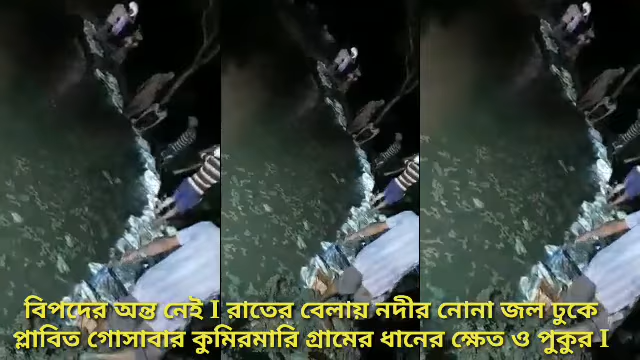 বিপদের অন্ত নেই I রাতের বেলায় নদীর নোনা জল ঢুকে
প্লাবিত গোসাবার কুমিরমারি গ্রামের ধানের ক্ষেত ও পুকুর I